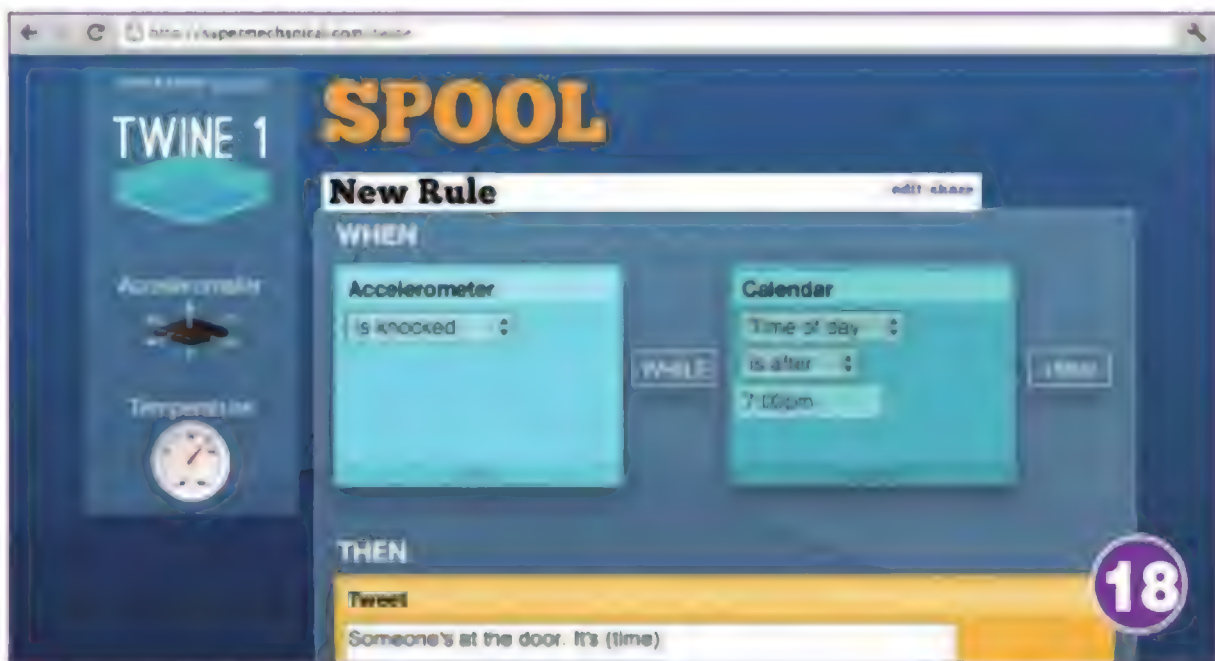 SPOOL
TWINE 1
New Rule
edit share
WHEN
Accelerometer
Accelerometer
is knocked
WHILE
Calendar
Time of day
is after
7:00pm
Temperature
THEN
Tweet
Someone's at the door. It's (time)
18